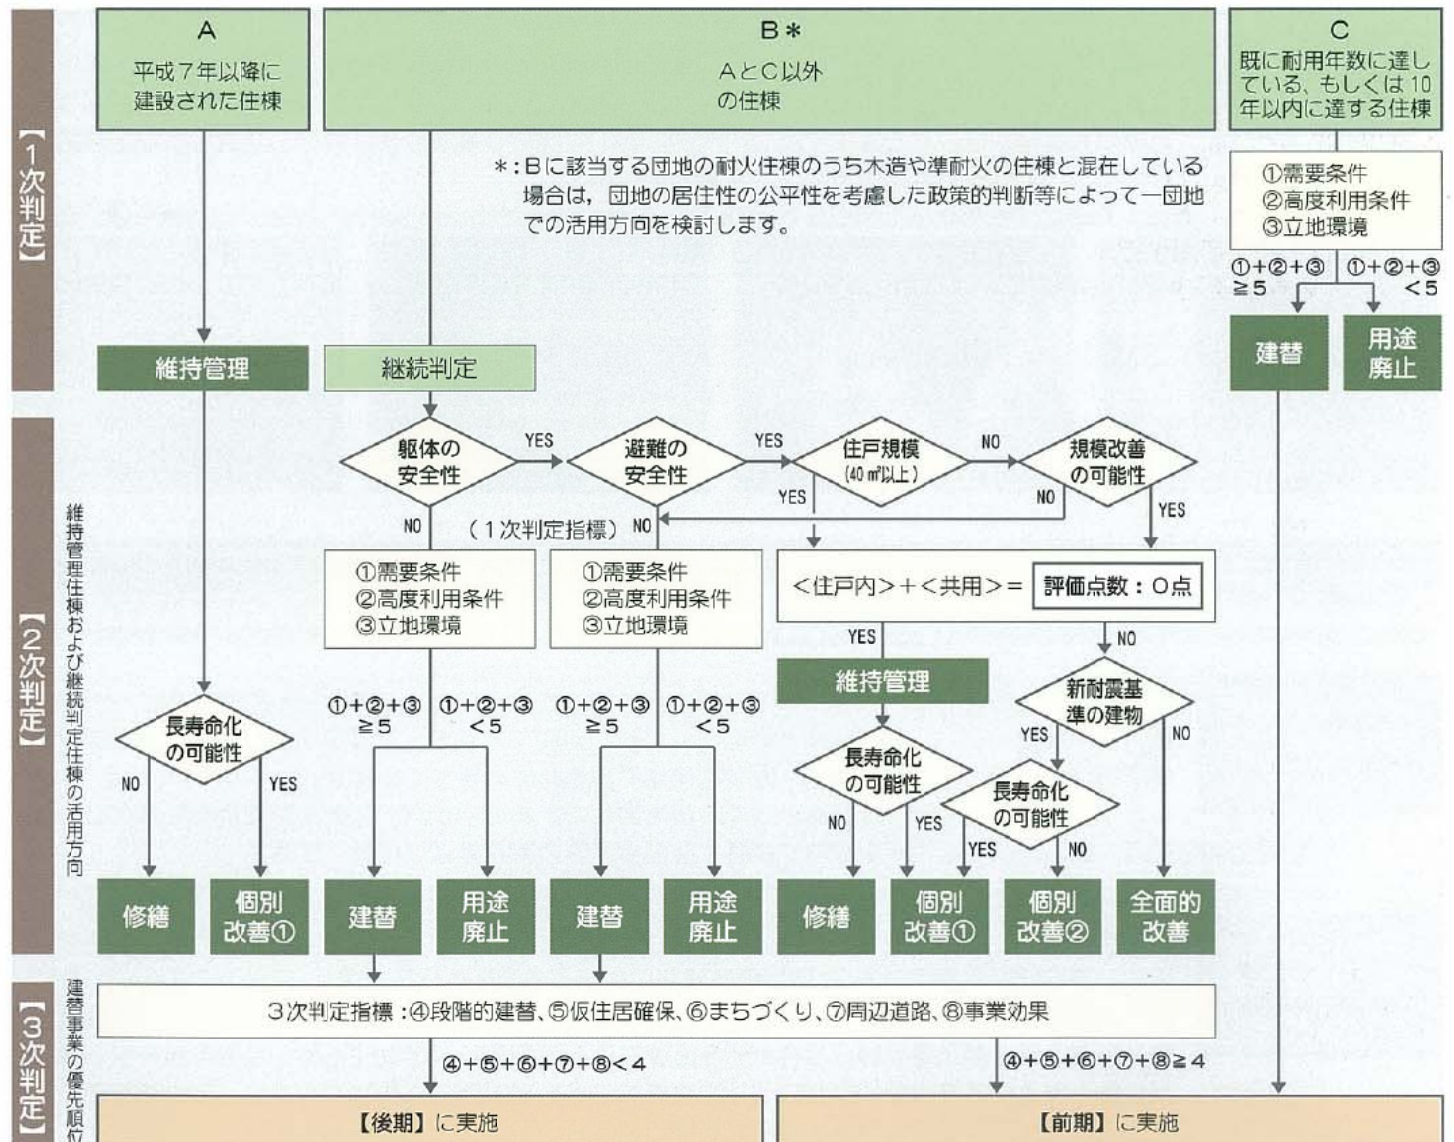 【1次判定】
A
平成7年以降に
建設された住棟
B*
AとC以外
の住棟
C
既に耐用年数に達し
ている、もしくは10
年以内に達する住棟
*:Bに該当する団地の耐火住棟のうち木造や準耐火の住棟と混在している
場合は，団地の居住性の公平性を考慮した政策的判断等によって一団地
での活用方向を検討します。
①需要条件
②高度利用条件
③立地環境
①+②+③
≧5
①+②+③
<5
建替
用途
廃止
維持管理
継続判定
【2次判定】
維持管理住棟および継続判定住棟の活用方向
躯体の
安全性
YES
避難の
安全性
YES
住戸規模
(40㎡以上)
NO
規模改善
の可能性
YES
NO
YES
NO
(1次判定指標)
NO
①需要条件
②高度利用条件
③立地環境
①需要条件
②高度利用条件
③立地環境
<住戸内>+<共用>=
評価点数：0点
YES
NO
維持管理
新耐震基
準の建物
YES
NO
長寿命化
の可能性
NO
YES
①+②+③
≧5
①+②+③
<5
①+②+③
≧5
①+②+③
<5
長寿命化
の可能性
NO
YES
長寿命化
の可能性
YES
NO
修繕
個別
改善①
建替
用途
廃止
建替
用途
廃止
修繕
個別
改善①
個別
改善②
全面的
改善
【3次判定】
建替事業の優先順位
3次判定指標：④段階的建替、⑤仮住居確保、⑥まちづくり、⑦周辺道路、⑧事業効果
④+⑤+⑥+⑦+⑧<4
④+⑤+⑥+⑦+⑧≧4
【後期】に実施
【前期】に実施